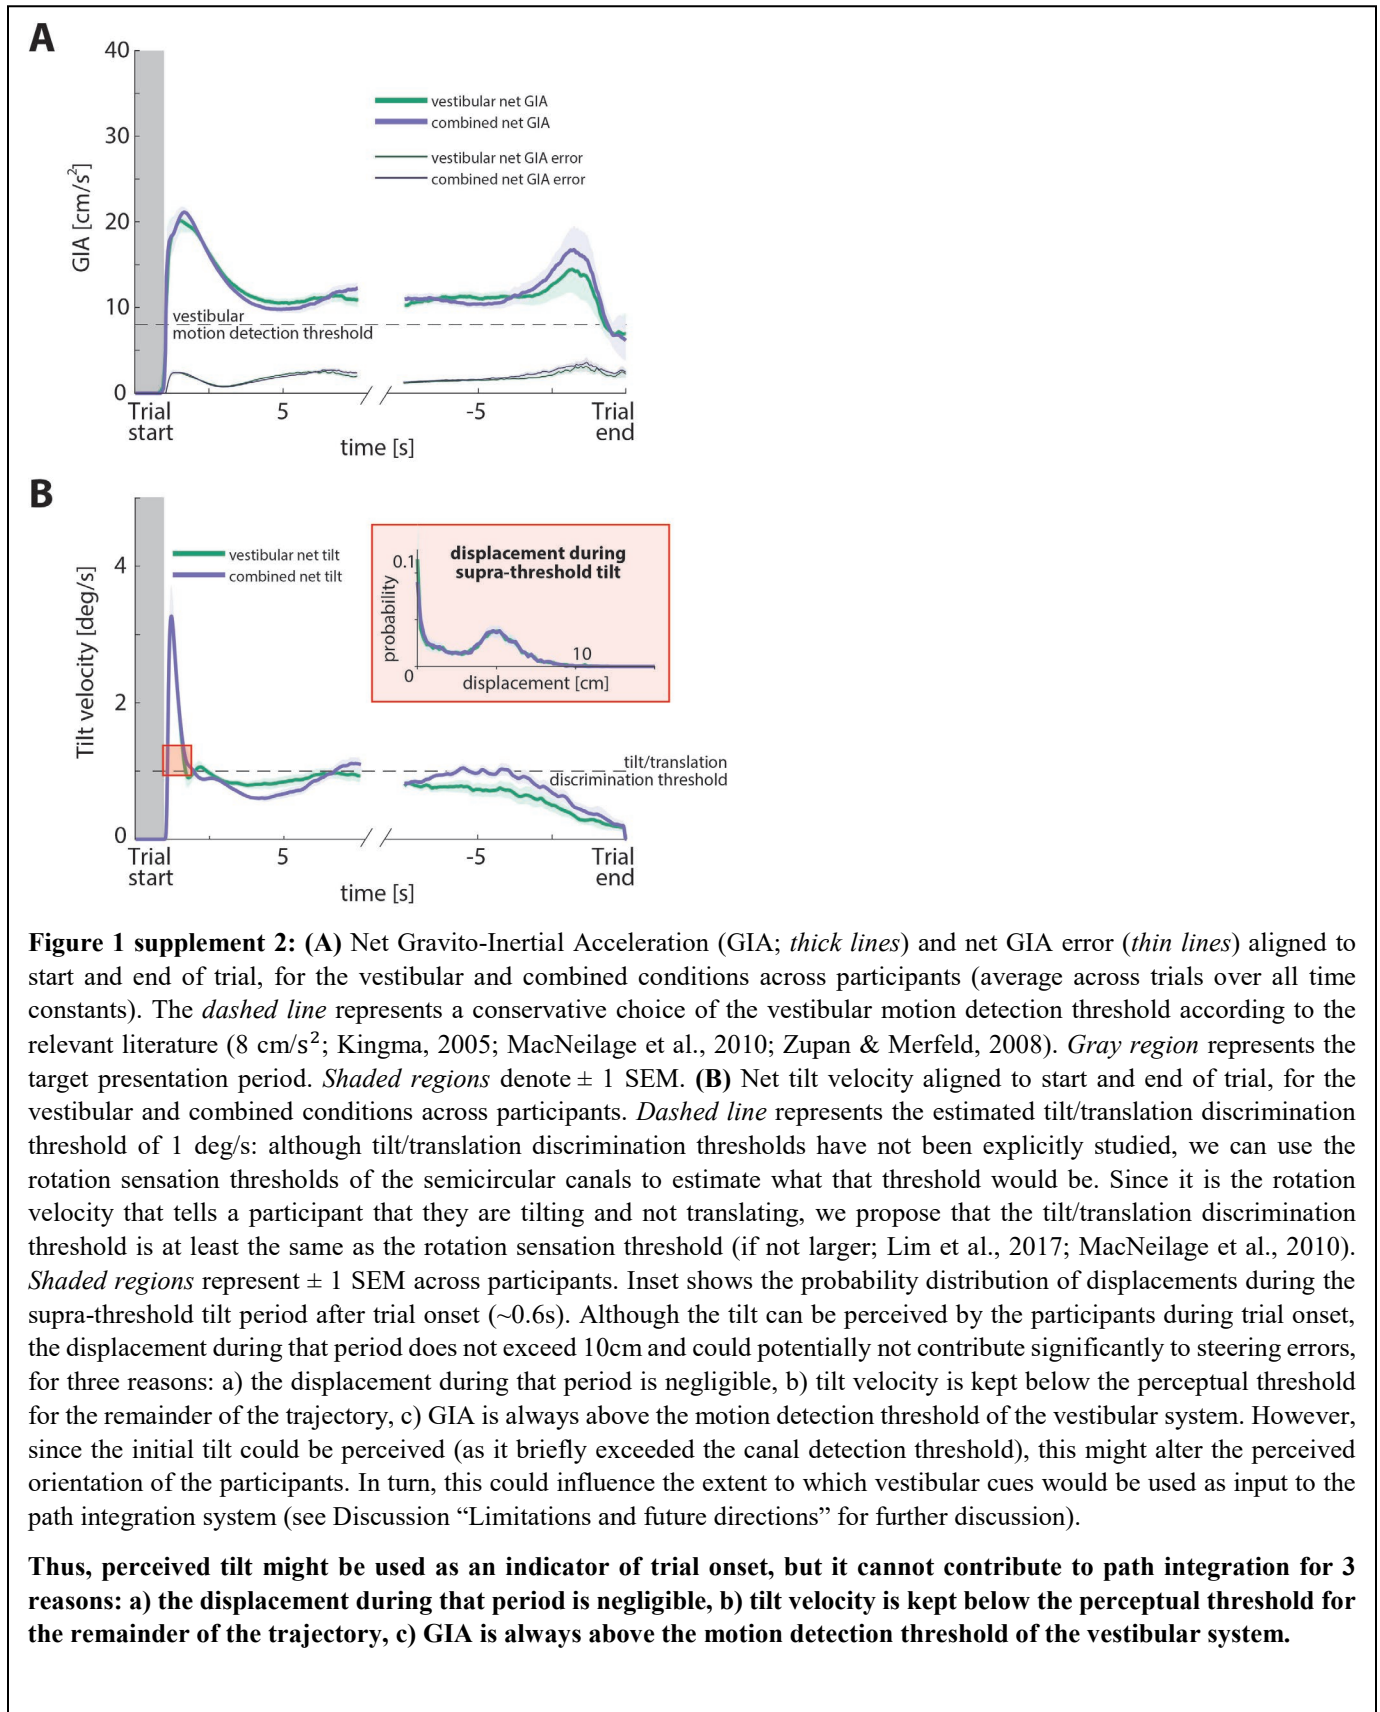 A
40
30
20
10
0
GIA [cm/s²]
vestibular net GIA
combined net GIA
vestibular net GIA error
combined net GIA error
vestibular
motion detection threshold
Trial
start
5
-5
Trial
end
time [s]
B
4
2
0
Tilt velocity [deg/s]
vestibular net tilt
combined net tilt
displacement during
supra-threshold tilt
0.1
probability
0
10
displacement [cm]
tilt/translation
discrimination threshold
Trial
start
5
-5
Trial
end
time [s]
Figure 1 supplement 2: (A) Net Gravito-Inertial Acceleration (GIA; thick lines) and net GIA error (thin lines) aligned to
start and end of trial, for the vestibular and combined conditions across participants (average across trials over all time
constants). The dashed line represents a conservative choice of the vestibular motion detection threshold according to the
relevant literature (8 cm/s²; Kingma, 2005; MacNeilage et al., 2010; Zupan & Merfeld, 2008). Gray region represents the
target presentation period. Shaded regions denote ± 1 SEM. (B) Net tilt velocity aligned to start and end of trial, for the
vestibular and combined conditions across participants. Dashed line represents the estimated tilt/translation discrimination
threshold of 1 deg/s: although tilt/translation discrimination thresholds have not been explicitly studied, we can use the
rotation sensation thresholds of the semicircular canals to estimate what that threshold would be. Since it is the rotation
velocity that tells a participant that they are tilting and not translating, we propose that the tilt/translation discrimination
threshold is at least the same as the rotation sensation threshold (if not larger; Lim et al., 2017; MacNeilage et al., 2010).
Shaded regions represent ± 1 SEM across participants. Inset shows the probability distribution of displacements during the
supra-threshold tilt period after trial onset (~0.6s). Although the tilt can be perceived by the participants during trial onset,
the displacement during that period does not exceed 10cm and could potentially not contribute significantly to steering errors,
for three reasons: a) the displacement during that period is negligible, b) tilt velocity is kept below the perceptual threshold
for the remainder of the trajectory, c) GIA is always above the motion detection threshold of the vestibular system. However,
since the initial tilt could be perceived (as it briefly exceeded the canal detection threshold), this might alter the perceived
orientation of the participants. In turn, this could influence the extent to which vestibular cues would be used as input to the
path integration system (see Discussion “Limitations and future directions” for further discussion).
Thus, perceived tilt might be used as an indicator of trial onset, but it cannot contribute to path integration for 3
reasons: a) the displacement during that period is negligible, b) tilt velocity is kept below the perceptual threshold for
the remainder of the trajectory, c) GIA is always above the motion detection threshold of the vestibular system.